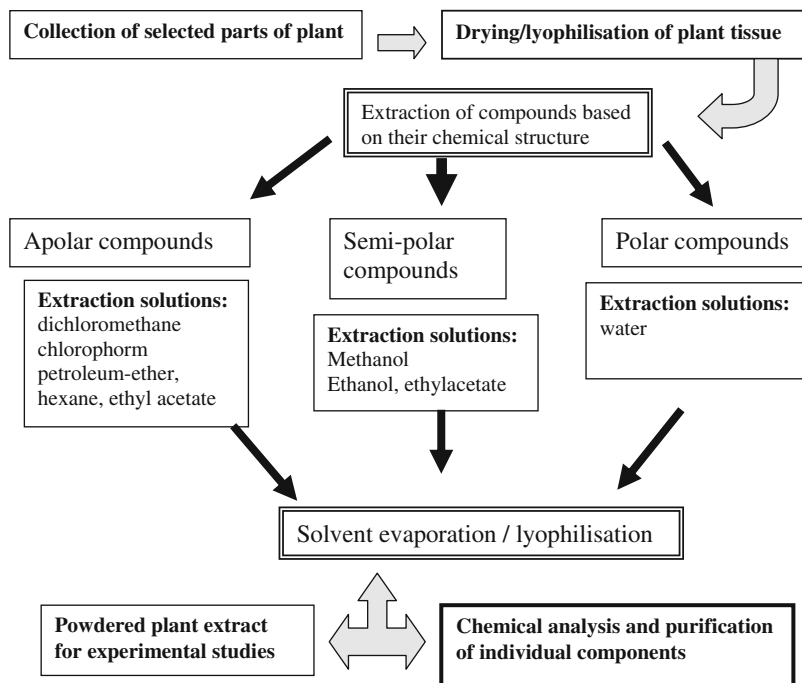 Collection of selected parts of plant
Drying/lyophilisation of plant tissue
Extraction of compounds based
on their chemical structure
Apolar compounds
Semi-polar
compounds
Polar compounds
Extraction solutions:
dichloromethane
chlorophorm
petroleum-ether,
hexane, ethyl acetate
Extraction solutions:
Methanol
Ethanol, ethylacetate
Extraction solutions:
water
Solvent evaporation / lyophilisation
Powdered plant extract
for experimental studies
Chemical analysis and purification
of individual components